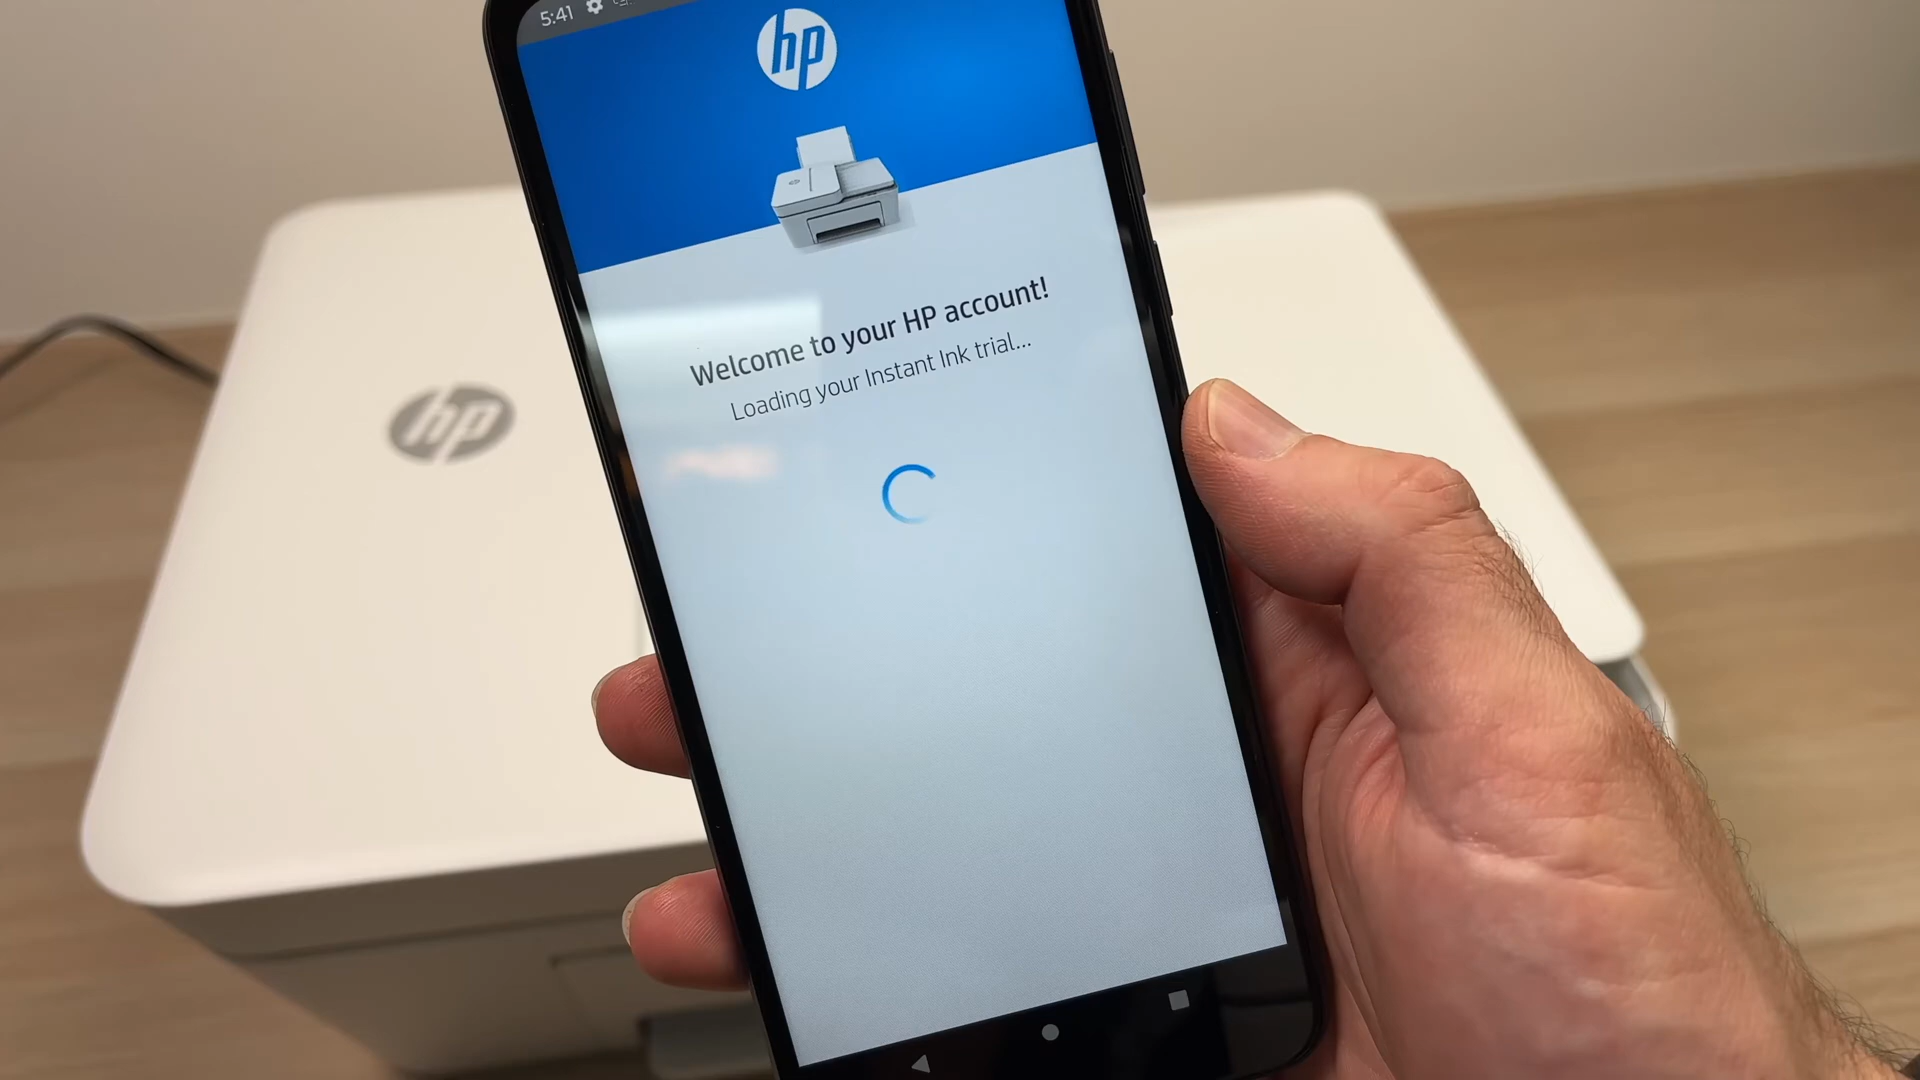 5:41
hp
Welcome to your HP account!
Loading your Instant Ink trial...
hp